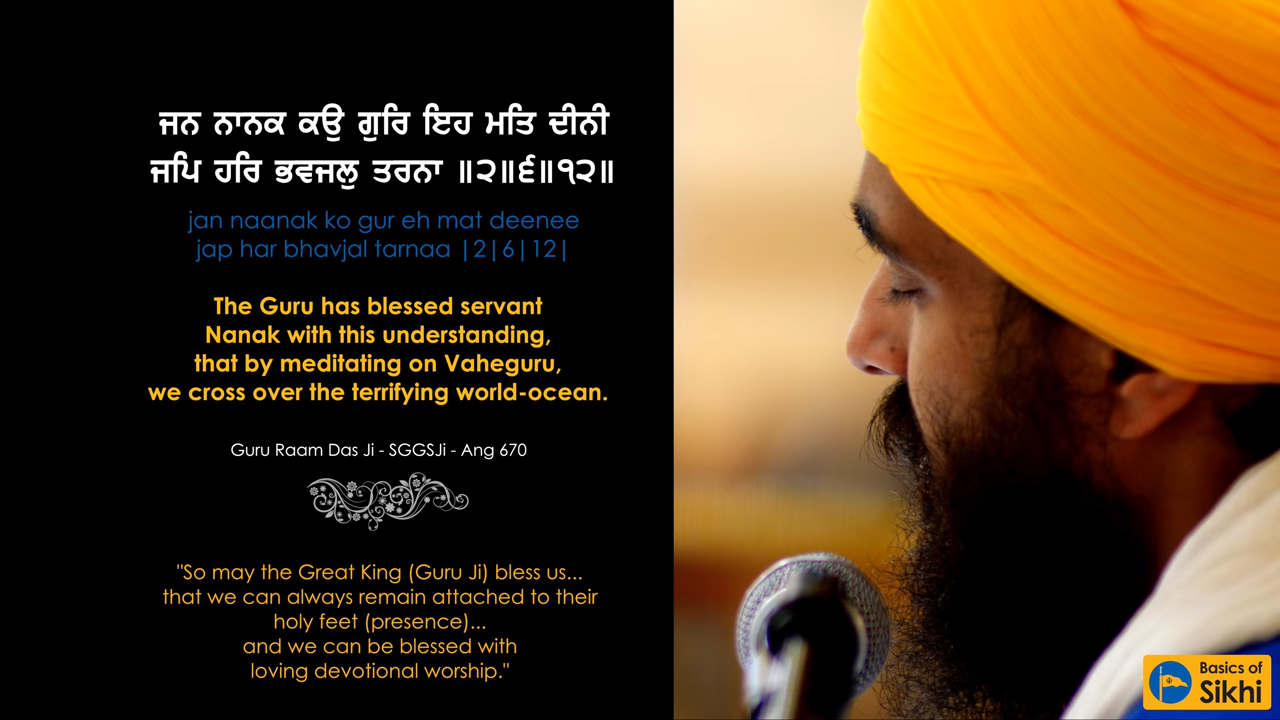 ਜਨ ਨਾਨਕ ਕਉ ਗੁਰਿ ਇਹ ਮਤਿ ਦੀਨੀ
ਜਪਿ ਹਰਿ ਭਵਜਲੁ ਤਰਨਾ ॥੨॥੬॥੧੨॥
jan naanak ko gur eh mat deenee
jap har bhavjal tarnaa |2|6|12|
The Guru has blessed servant
Nanak with this understanding,
that by meditating on Vaheguru,
we cross over the terrifying world-ocean.
Guru Raam Das Ji - SGGSJi - Ang 670
"So may the Great King (Guru Ji) bless us...
that we can always remain attached to their
holy feet (presence)...
and we can be blessed with
loving devotional worship."
Basics of
Sikhi